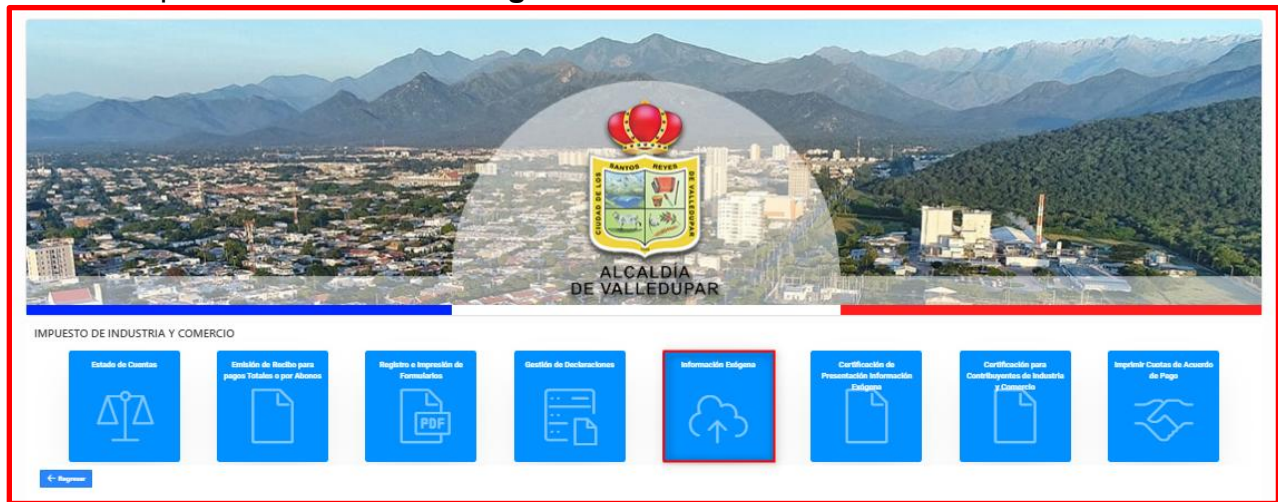 SANTOS REYES
CIUDAD DE LOS
DE VALLEDUPAR
ALCALDÍA
DE VALLEDUPAR
IMPUESTO DE INDUSTRIA Y COMERCIO
Estado de Cuentas
Emisión de Recibo para
pagos Totales o por Abonos
Registro e Impresión de
Formularios
PDF
Gestión de Declaraciones
Información Exógena
Certificación de
Presentación Información
Exógena
Certificación para
Contribuyentes de Industria
y Comercio
Imprimir Cuotas de Acuerdo
de Pago
← Regresar